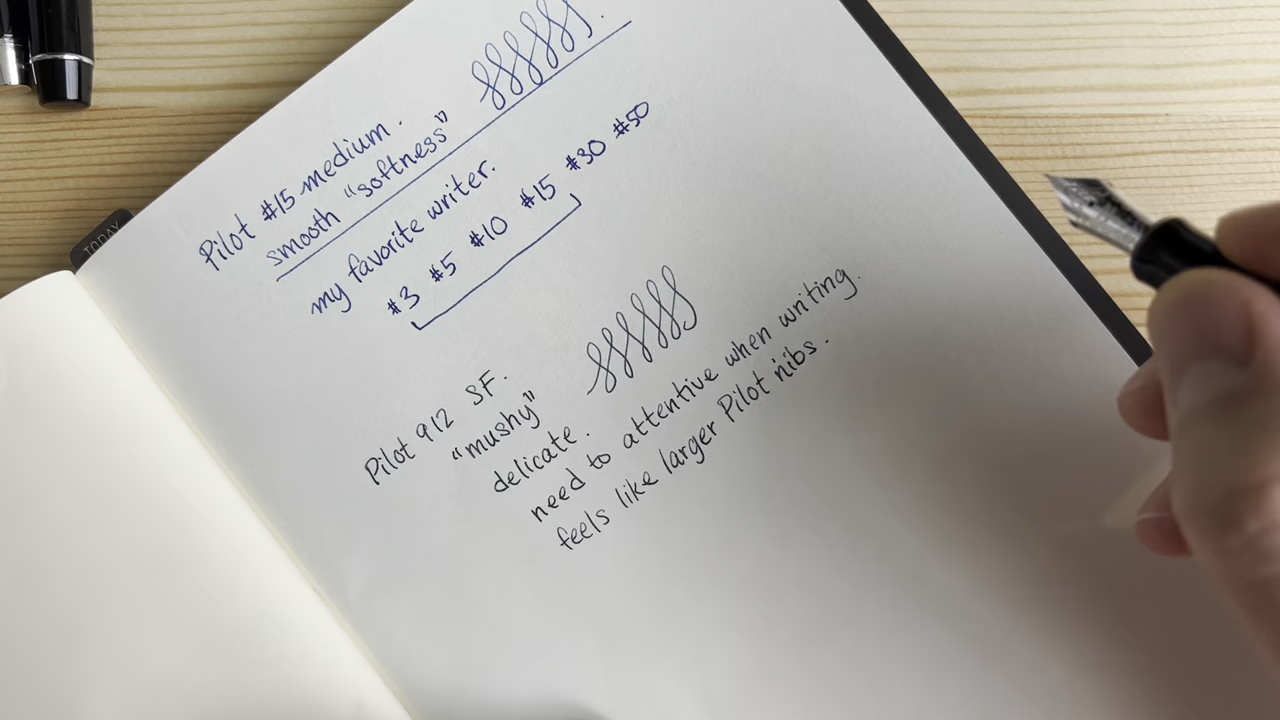 TODAY
Pilot #15 medium.
smooth "softness"
my favorite writer.
#3 #5 #10 #15 #30 #50
Pilot 912 SF.
"mushy"
delicate.
need to attentive when writing.
feels like larger Pilot nibs.